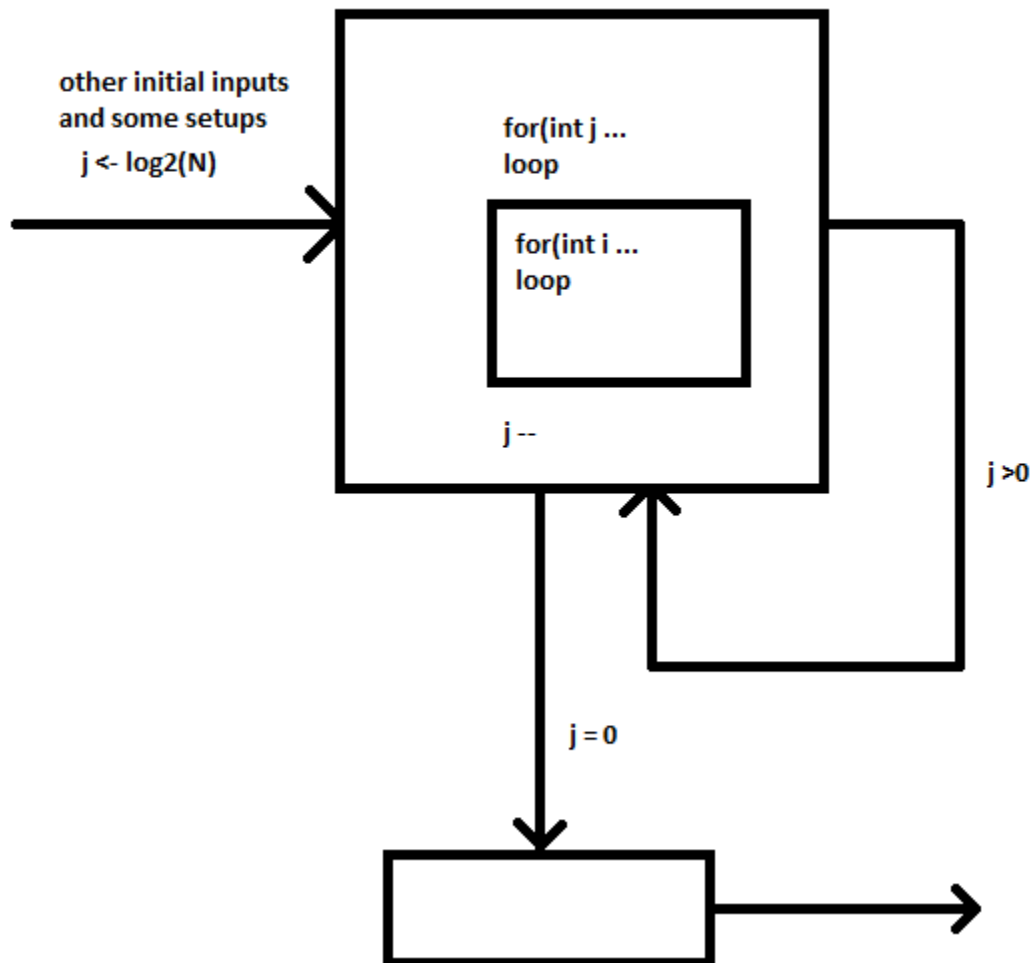 other initial inputs
and some setups
j <- log2(N)
for(int j ...
loop
for(int i ...
loop
j --
j >0
j = 0